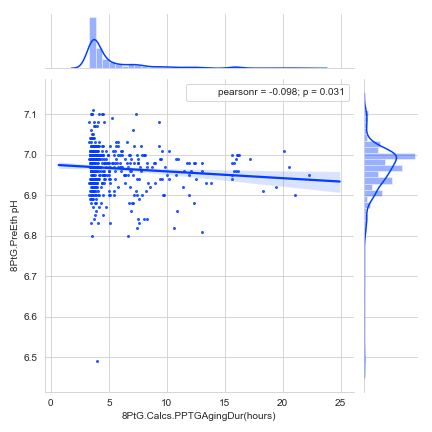 pearsonr = -0.098; p = 0.031
7.1
7.0
6.9
6.8
6.7
6.6
6.5
8PtG.PreEth pH
0 5 10 15 20 25
8PtG.Calcs.PPTGAgingDur(hours)